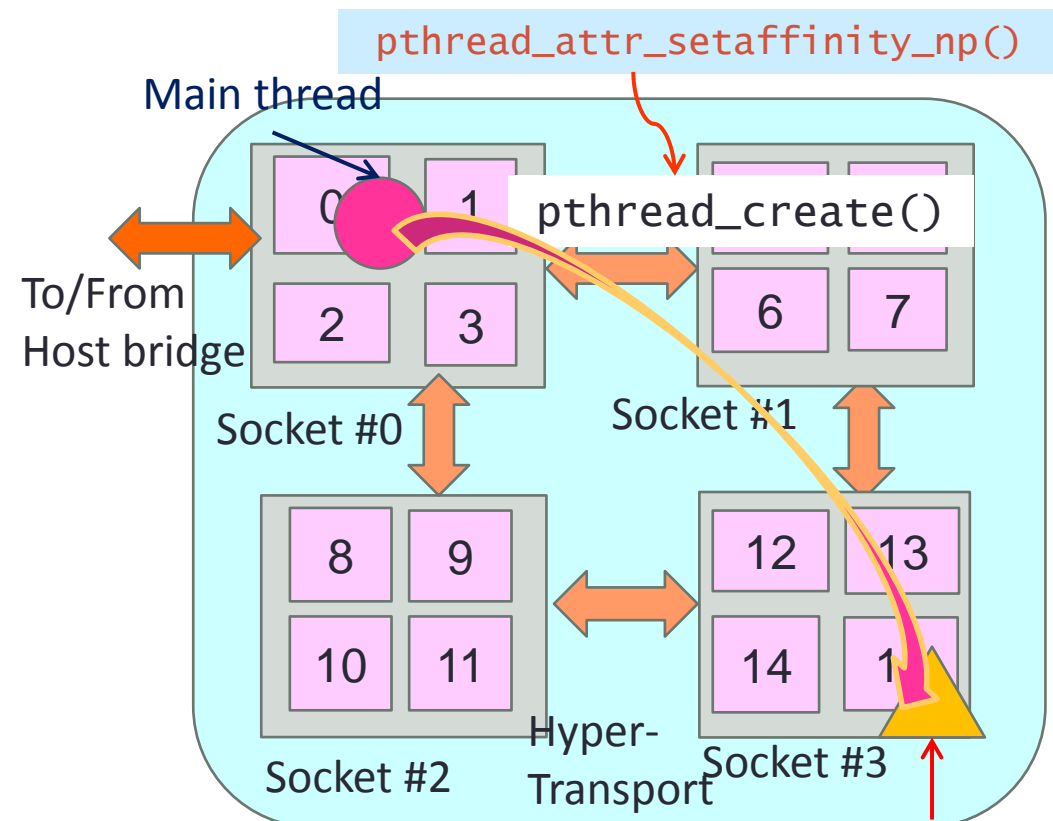 pthread_attr_setaffinity_np()
Main thread
0 1
pthread_create()
To/From
Host bridge
2 3
6 7
Socket #0
Socket #1
8 9
12 13
10 11
14 1
Hyper-
Transport
Socket #2
Socket #3